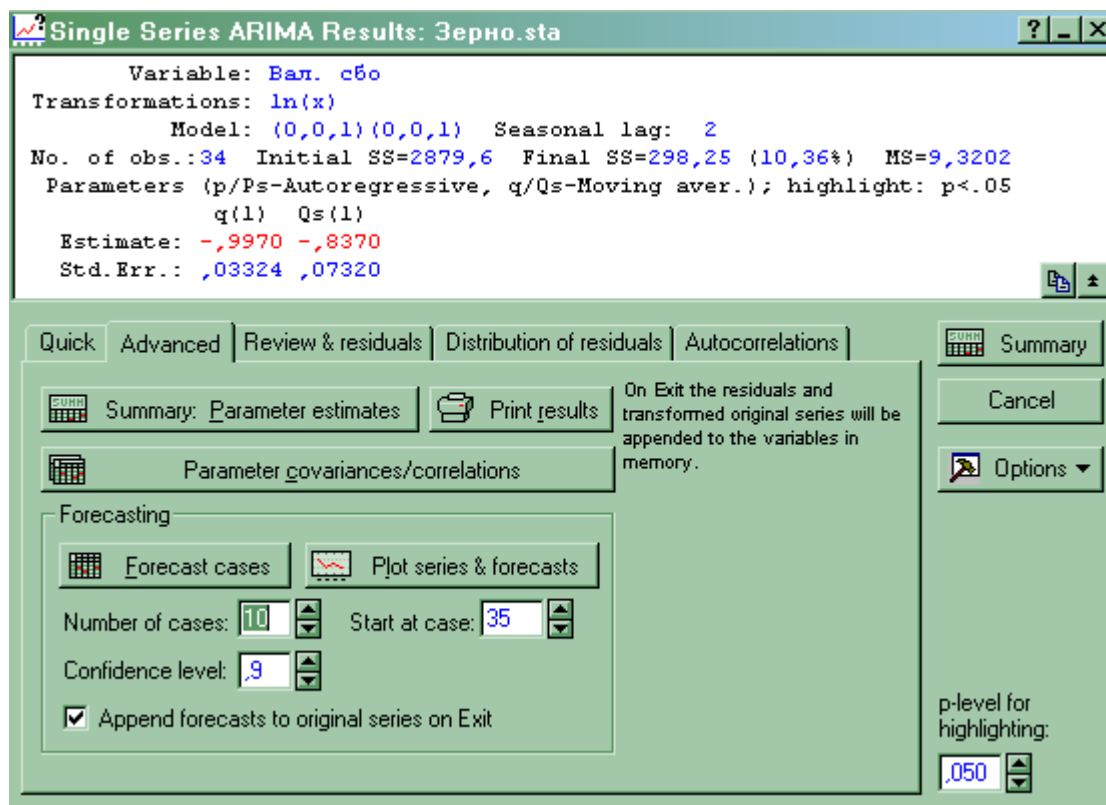 Single Series ARIMA Results: Зерно.sta
Variable: Вал. сбо
Transformations: ln(x)
Model: (0,0,1)(0,0,1) Seasonal lag: 2
No. of obs.:34 Initial SS=2879,6 Final SS=298,25 (10,36%) MS=9,3202
Parameters (p/Ps-Autoregressive, q/Qs-Moving aver.); highlight: p<.05
q(1) Qs(1)
Estimate: -,9970 -,8370
Std.Err.: ,03324 ,07320
Quick Advanced Review & residuals Distribution of residuals Autocorrelations
Summary
Cancel
Options
Summary: Parameter estimates
Print results
On Exit the residuals and
transformed original series will be
appended to the variables in
memory.
Parameter covariances/correlations
Forecasting
Forecast cases
Plot series & forecasts
Number of cases: 10 Start at case: 35
Confidence level: ,9
Append forecasts to original series on Exit
p-level for
highlighting:
,050